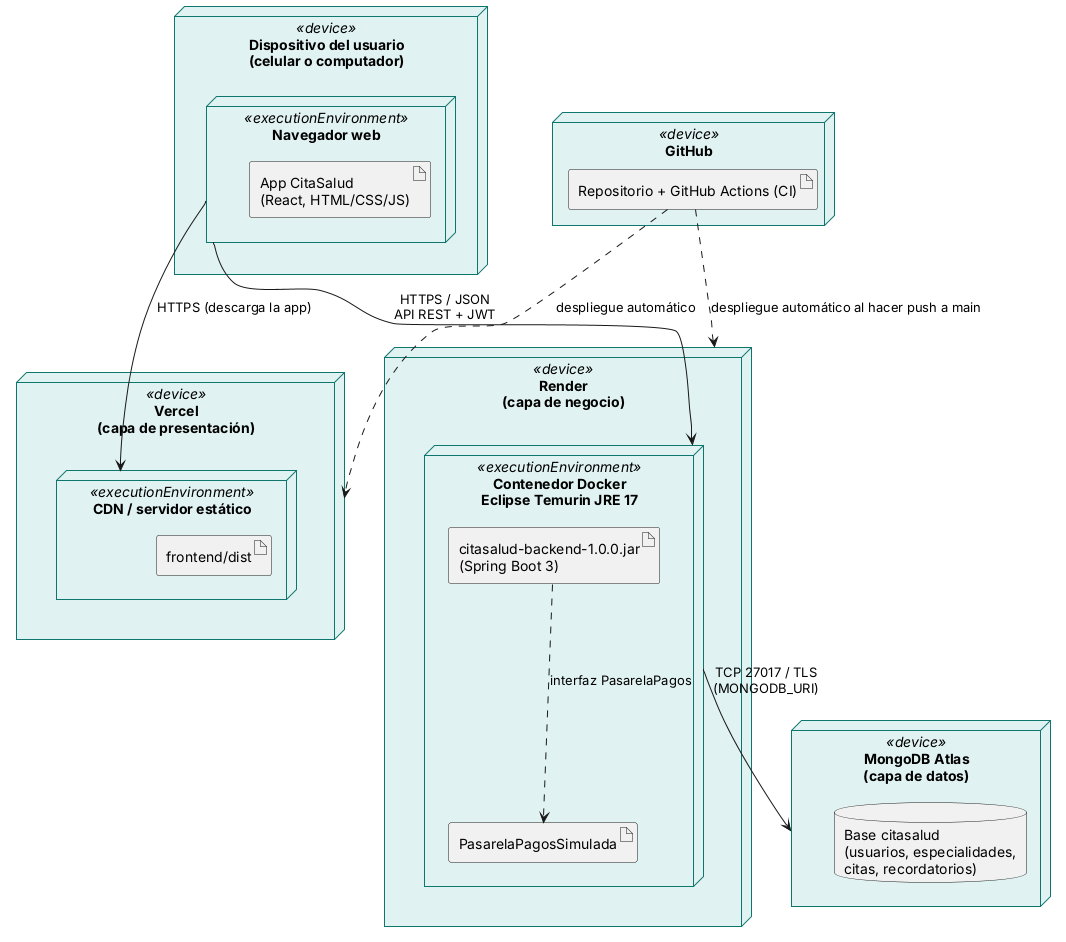 «device»
Dispositivo del usuario
(celular o computador)
«executionEnvironment»
Navegador web
App CitaSalud
(React, HTML/CSS/JS)
«device»
GitHub
Repositorio + GitHub Actions (CI)
HTTPS (descarga la app)
HTTPS / JSON
API REST + JWT
despliegue automático
despliegue automático al hacer push a main
«device»
Vercel
(capa de presentación)
«executionEnvironment»
CDN / servidor estático
frontend/dist
«device»
Render
(capa de negocio)
«executionEnvironment»
Contenedor Docker
Eclipse Temurin JRE 17
citasalud-backend-1.0.0.jar
(Spring Boot 3)
interfaz PasarelaPagos
PasarelaPagosSimulada
TCP 27017 / TLS
(MONGODB_URI)
«device»
MongoDB Atlas
(capa de datos)
Base citasalud
(usuarios, especialidades,
citas, recordatorios)